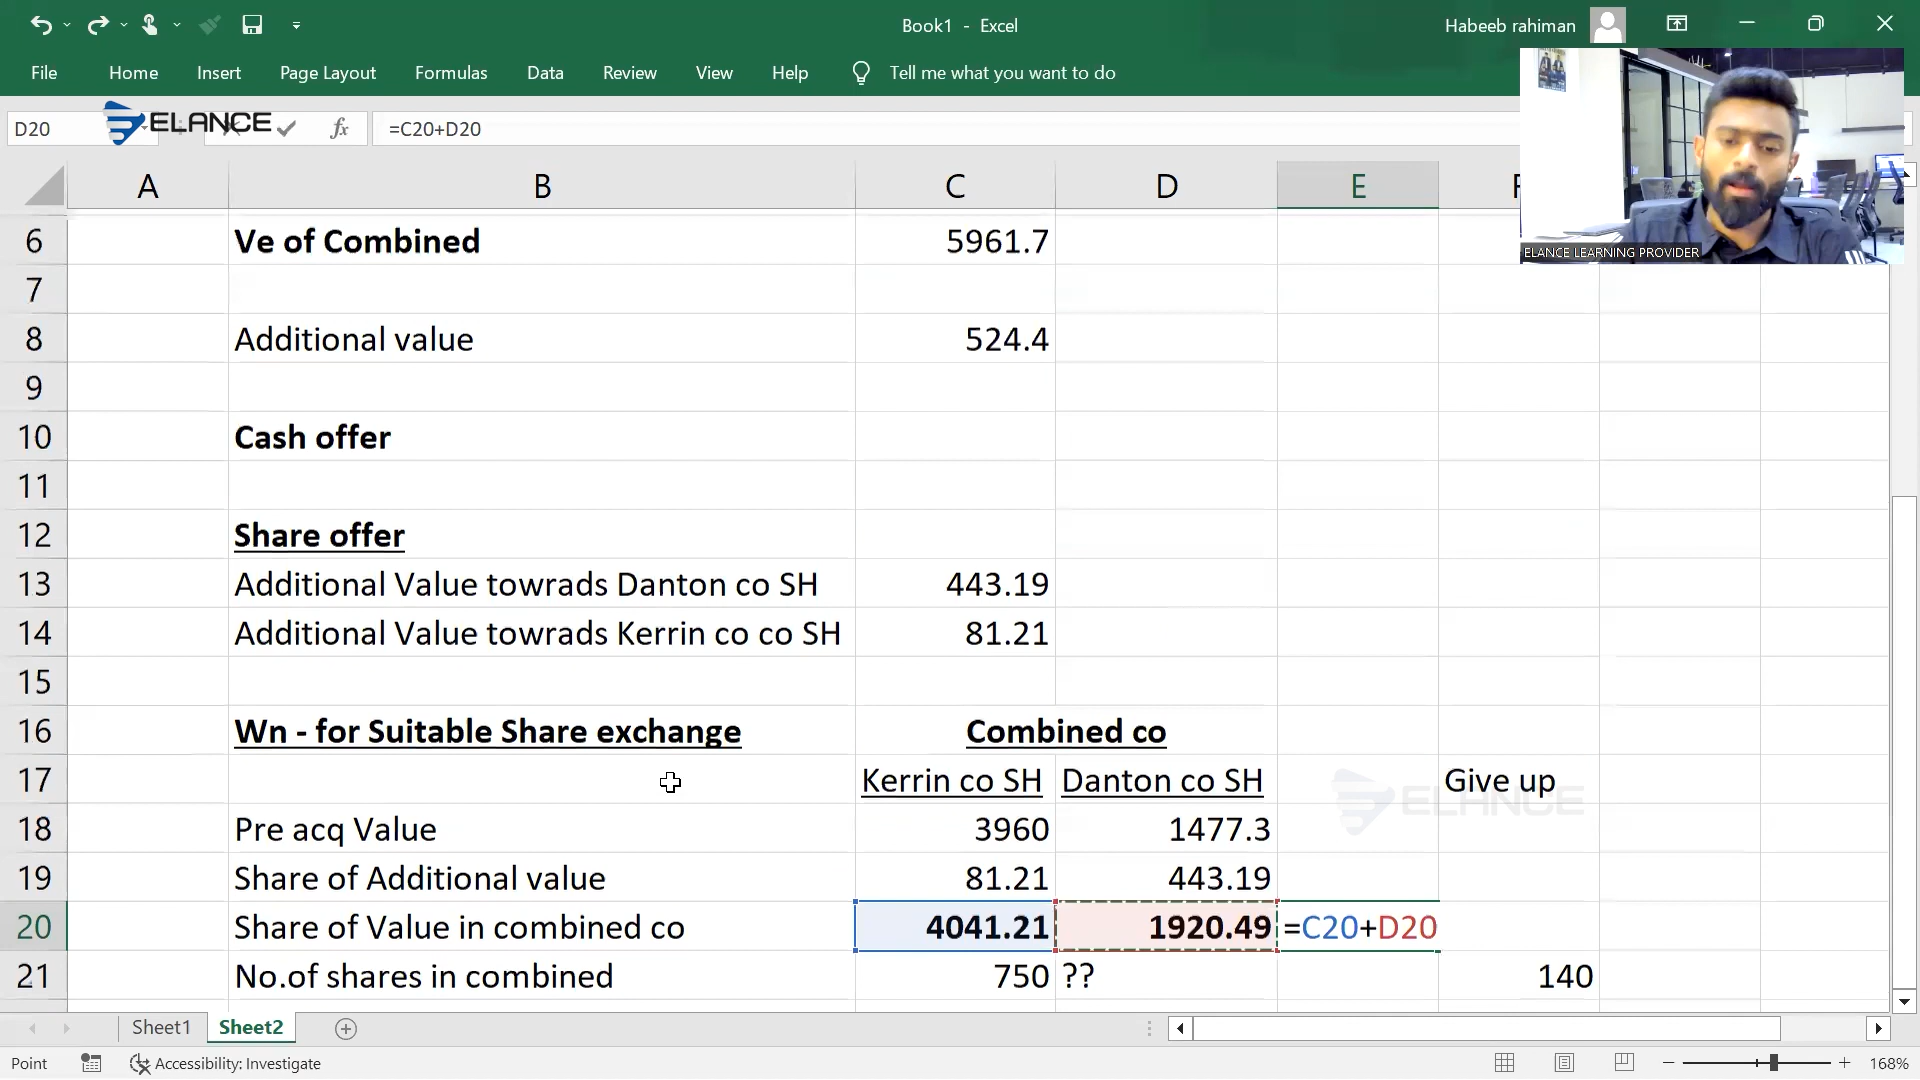 Book1 - Excel
Habeeb rahiman
File Home Insert Page Layout Formulas Data Review View Help Tell me what you want to do
D20 ELANCE fx =C20+D20
ELANCE LEARNING PROVIDER
A B C D E F
6 Ve of Combined 5961.7
7
8 Additional value 524.4
9
10 Cash offer
11
12 Share offer
13 Additional Value towrads Danton co SH 443.19
14 Additional Value towrads Kerrin co co SH 81.21
15
16 Wn - for Suitable Share exchange Combined co
17 Kerrin co SH Danton co SH Give up
ELANCE
18 Pre acq Value 3960 1477.3
19 Share of Additional value 81.21 443.19
20 Share of Value in combined co 4041.21 1920.49 =C20+D20
21 No.of shares in combined 750 ?? 140
Sheet1 Sheet2
Point Accessibility: Investigate 168%